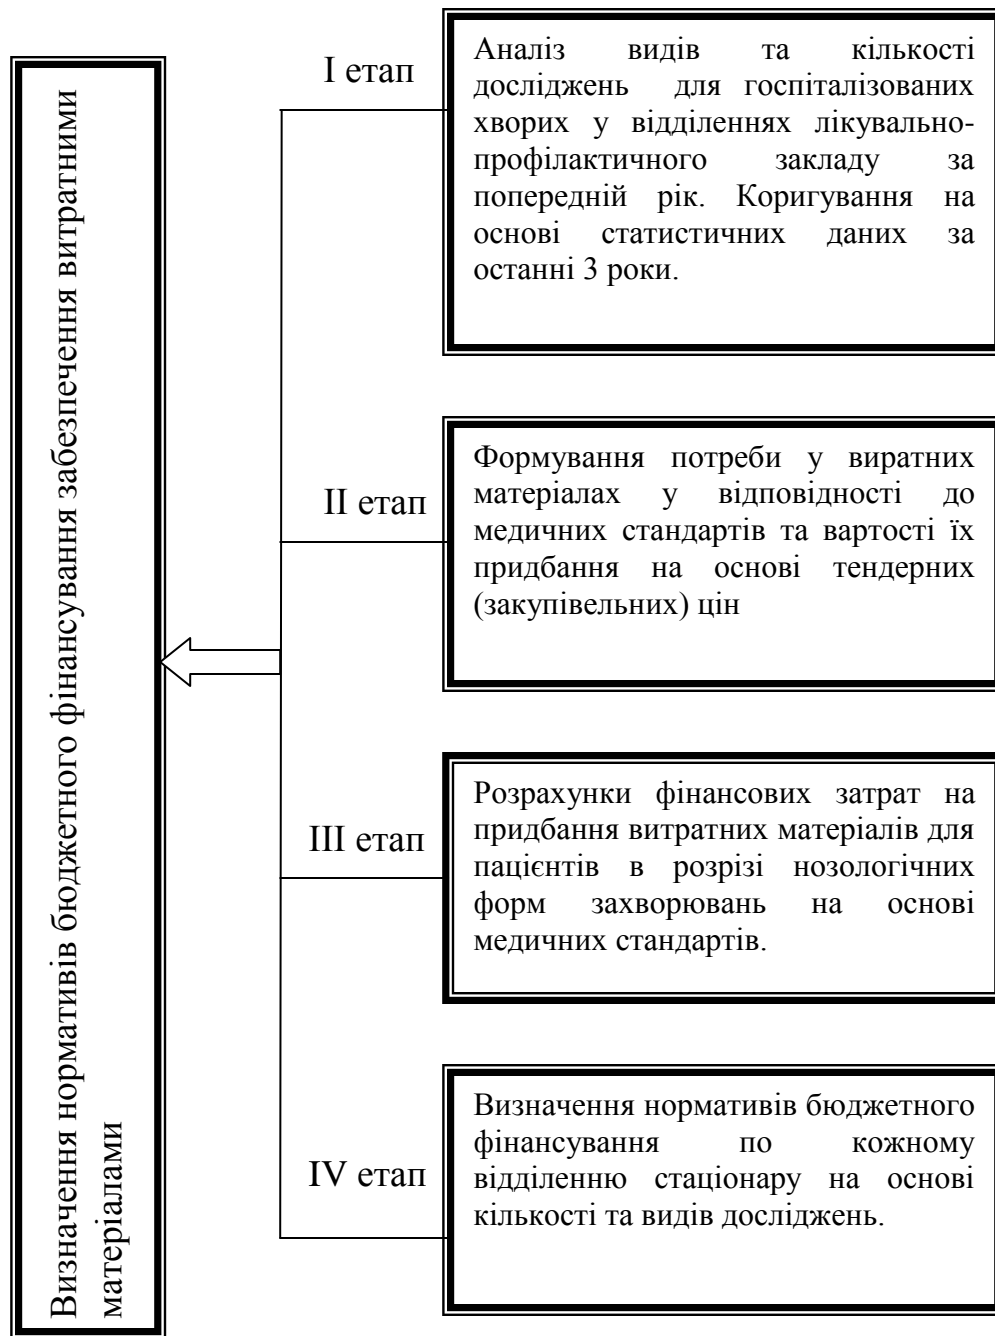 Визначення нормативів бюджетного фінансування забезпечення витратними
матеріалами
І етап
Аналіз видів та кількості
досліджень для госпіталізованих
хворих у відділеннях лікувально-
профілактичного закладу за
попередній рік. Коригування на
основі статистичних даних за
останні 3 роки.
ІІ етап
Формування потреби у виратних
матеріалах у відповідності до
медичних стандартів та вартості їх
придбання на основі тендерних
(закупівельних) цін
ІІІ етап
Розрахунки фінансових затрат на
придбання витратних матеріалів для
пацієнтів в розрізі нозологічних
форм захворювань на основі
медичних стандартів.
IV етап
Визначення нормативів бюджетного
фінансування по кожному
відділенню стаціонару на основі
кількості та видів досліджень.